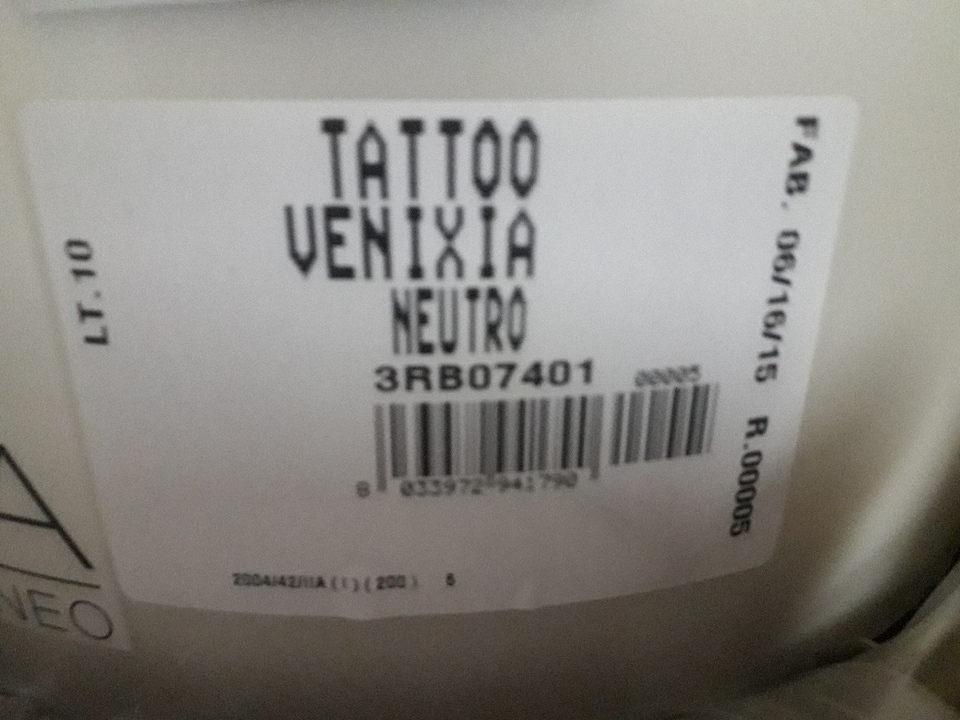 TATTOO
VENIXIA
NEUTRO
3RB07401
00005
8 033972 941790
2004/42/IIA (I) (200) 6
LT.10
FAB. 06/16/15 R.00005
A
NEO